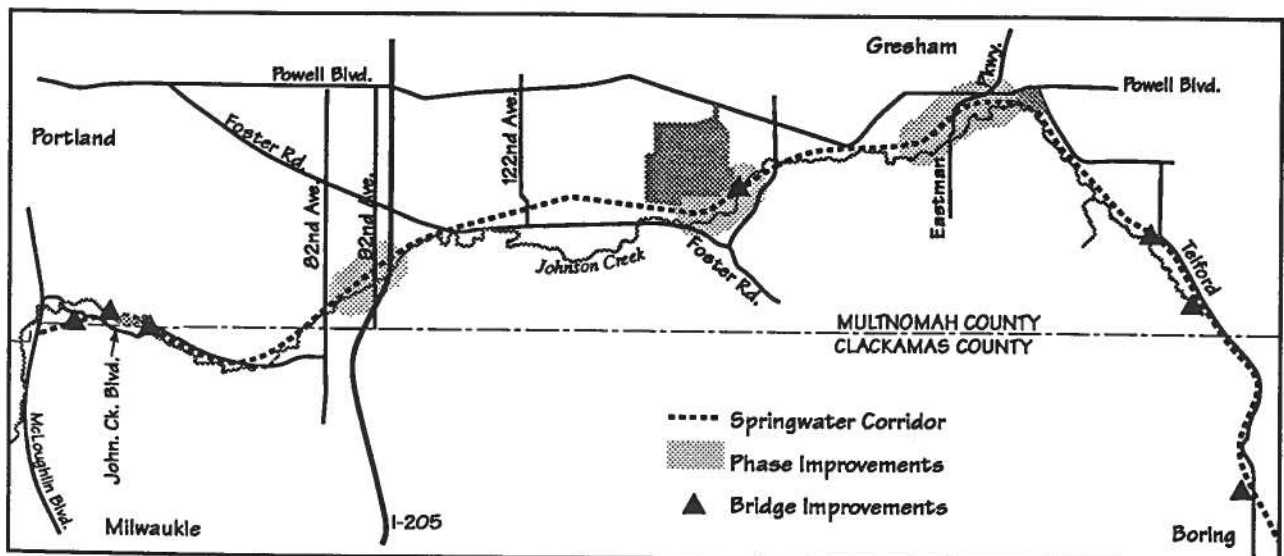 Gresham
Pkwy.
Powell Blvd.
Powell Blvd.
Portland
Foster Rd.
122nd Ave.
82nd Ave.
92nd Ave.
Eastman
Johnson Creek
Foster Rd.
Telford
MULTNOMAH COUNTY
CLACKAMAS COUNTY
John. Ck. Blvd.
McLoughlin Blvd.
Springwater Corridor
Phase Improvements
Bridge Improvements
Milwaukie
I-205
Boring